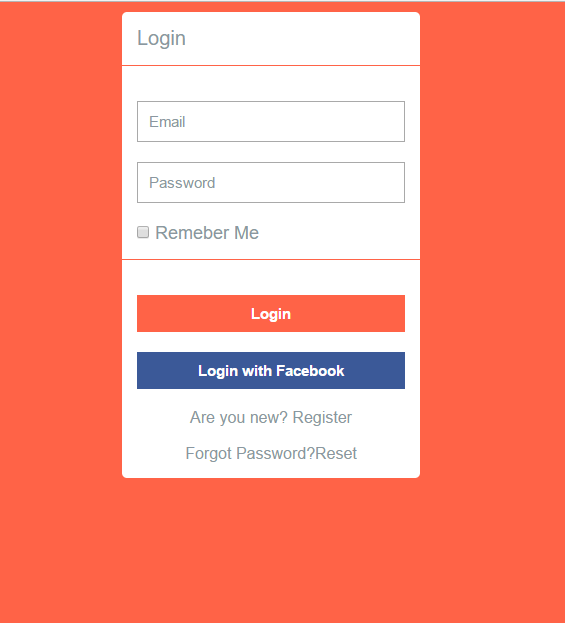 Login
Email
Password
Remeber Me
Login
Login with Facebook
Are you new? Register
Forgot Password?Reset